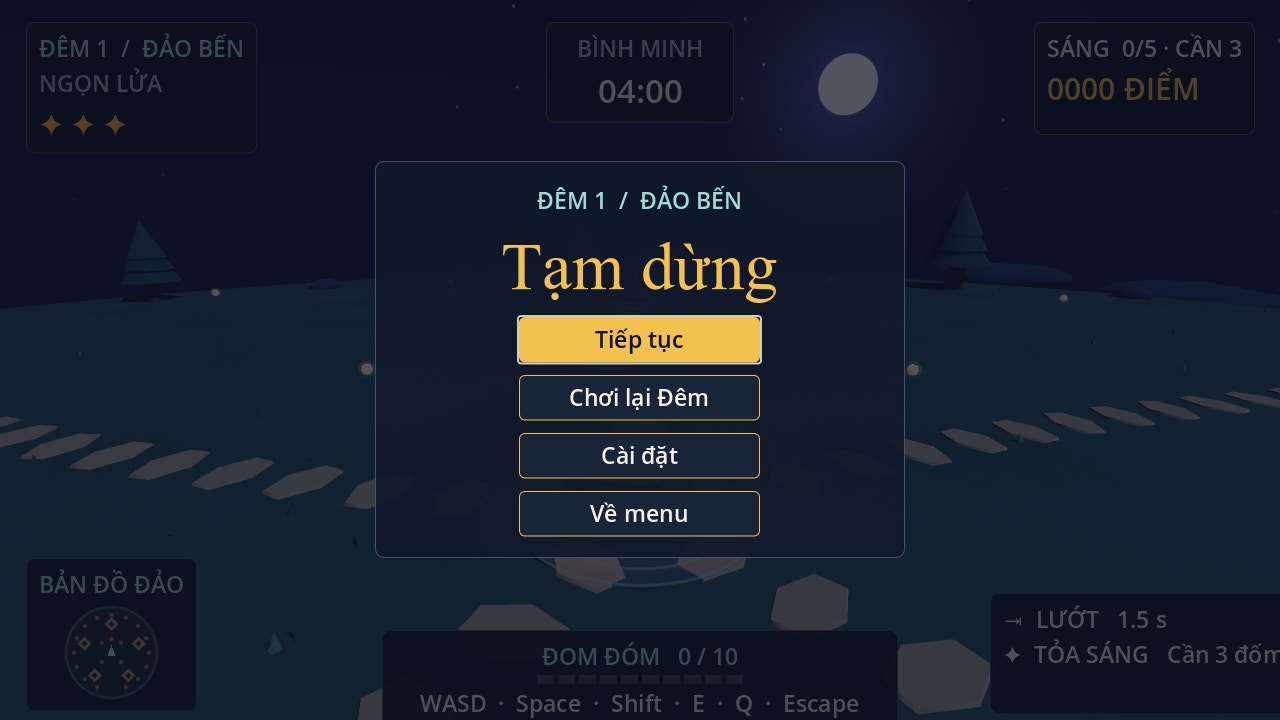 ĐÊM 1 / ĐẢO BẾN
NGỌN LỬA
BÌNH MINH
04:00
SÁNG 0/5 · CẦN 3
0000 ĐIỂM
ĐÊM 1 / ĐẢO BẾN
Tạm dừng
Tiếp tục
Chơi lại Đêm
Cài đặt
Về menu
BẢN ĐỒ ĐẢO
ĐOM ĐÓM 0 / 10
WASD · Space · Shift · E · Q · Escape
LƯỚT 1.5 s
TỎA SÁNG Cần 3 đóm